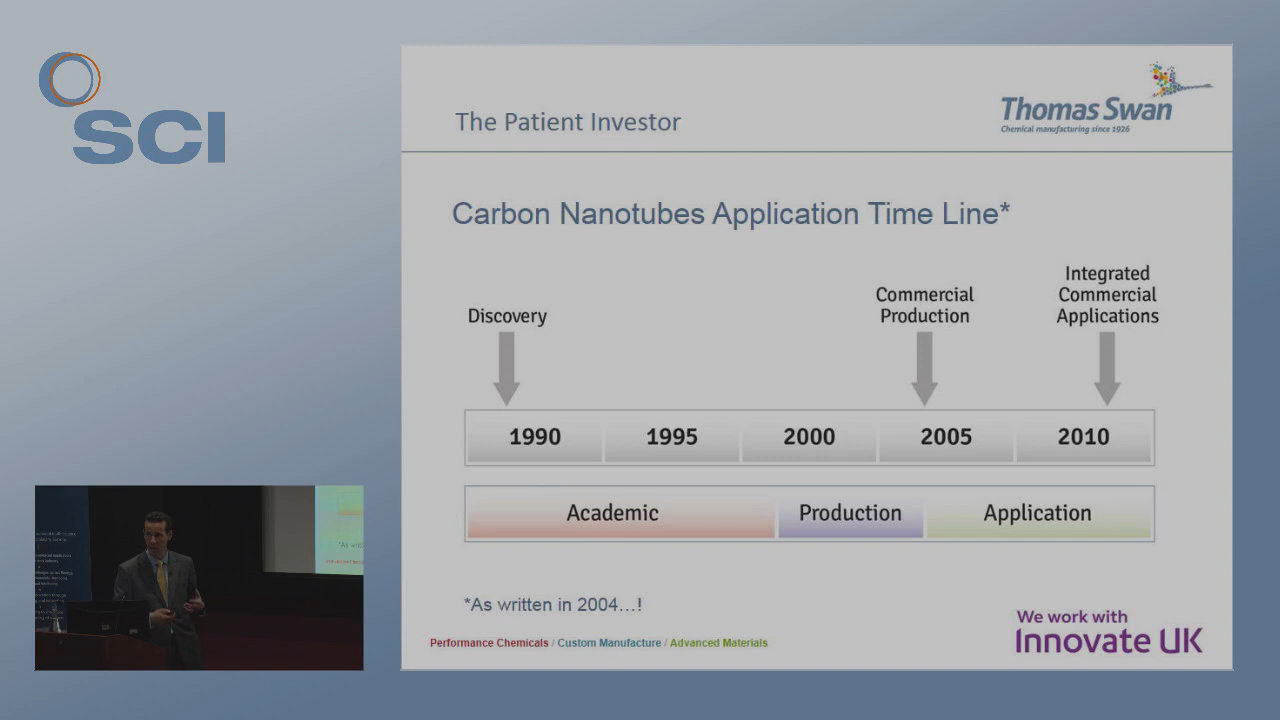 SCI
The Patient Investor
Thomas Swan
Chemical manufacturing since 1926
Carbon Nanotubes Application Time Line*
Discovery
Commercial
Production
Integrated
Commercial
Applications
1990 1995 2000 2005 2010
Academic Production Application
*As written in 2004...!
Performance Chemicals / Custom Manufacture / Advanced Materials
We work with
Innovate UK